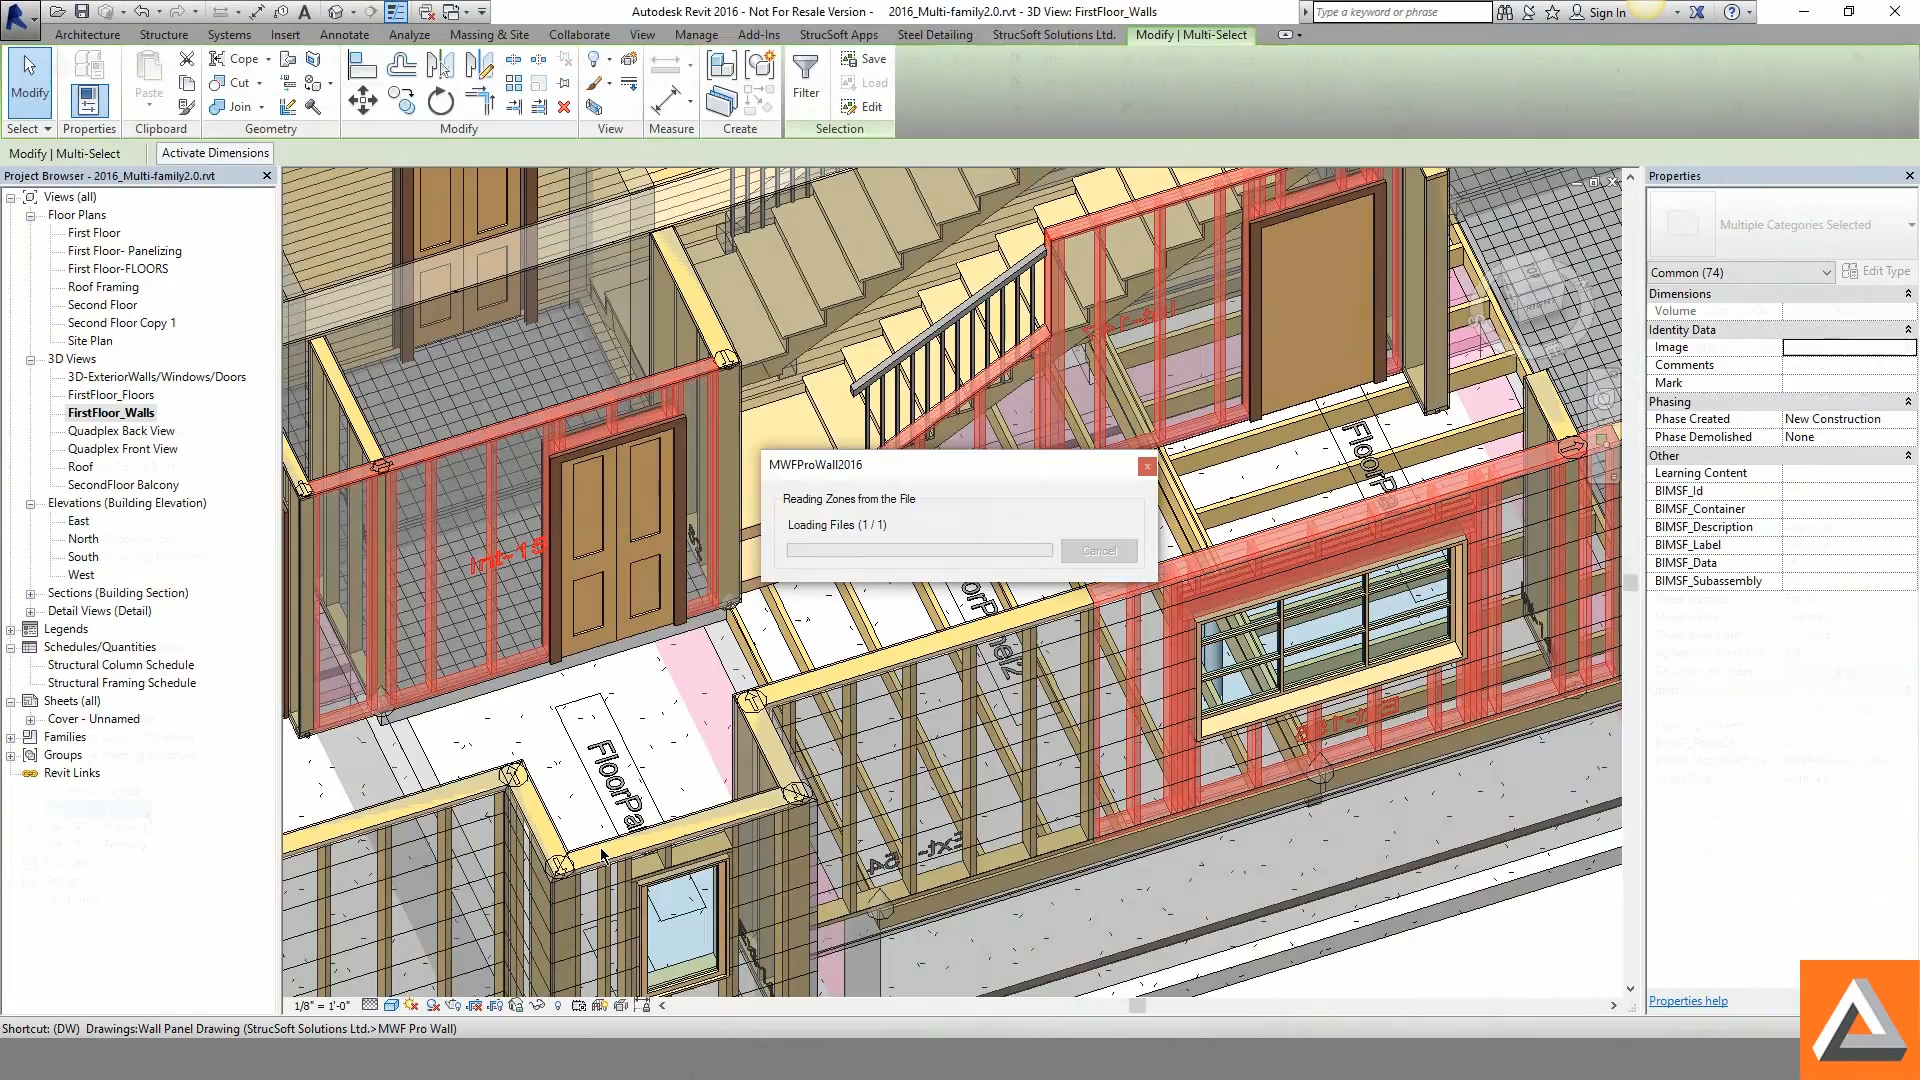 Autodesk Revit 2016 - Not For Resale Version -    2016_Multi-family2.0.rvt - 3D View: FirstFloor_Walls
Type a keyword or phrase
Sign In
Architecture Structure Systems Insert Annotate Analyze Massing & Site Collaborate View Manage Add-Ins StrucSoft Apps Steel Detailing StrucSoft Solutions Ltd. Modify | Multi-Select
Modify
Paste
Cope
Cut
Join
Filter
Save
Load
Edit
Select Properties Clipboard Geometry Modify View Measure Create Selection
Modify | Multi-Select Activate Dimensions
Project Browser - 2016_Multi-family2.0.rvt
Views (all)
Floor Plans
First Floor
First Floor- Panelizing
First Floor-FLOORS
Roof Framing
Second Floor
Second Floor Copy 1
Site Plan
3D Views
3D-ExteriorWalls/Windows/Doors
FirstFloor_Floors
FirstFloor_Walls
Quadplex Back View
Quadplex Front View
Roof
SecondFloor Balcony
Elevations (Building Elevation)
East
North
South
West
Sections (Building Section)
Detail Views (Detail)
Legends
Schedules/Quantities
Structural Column Schedule
Structural Framing Schedule
Sheets (all)
Cover - Unnamed
Families
Groups
Revit Links
Int-15
FloorPa
FloorP
Ext-54
MWFProWall2016
Reading Zones from the File
Loading Files (1 / 1)
Cancel
Properties
Multiple Categories Selected
Common (74)
Edit Type
Dimensions
Volume
Identity Data
Image
Comments
Mark
Phasing
Phase Created New Construction
Phase Demolished None
Other
Learning Content
BIMSF_Id
BIMSF_Container
BIMSF_Description
BIMSF_Label
BIMSF_Data
BIMSF_Subassembly
Properties help
1/8" = 1'-0"
Shortcut: (DW)  Drawings:Wall Panel Drawing (StrucSoft Solutions Ltd.>MWF Pro Wall)